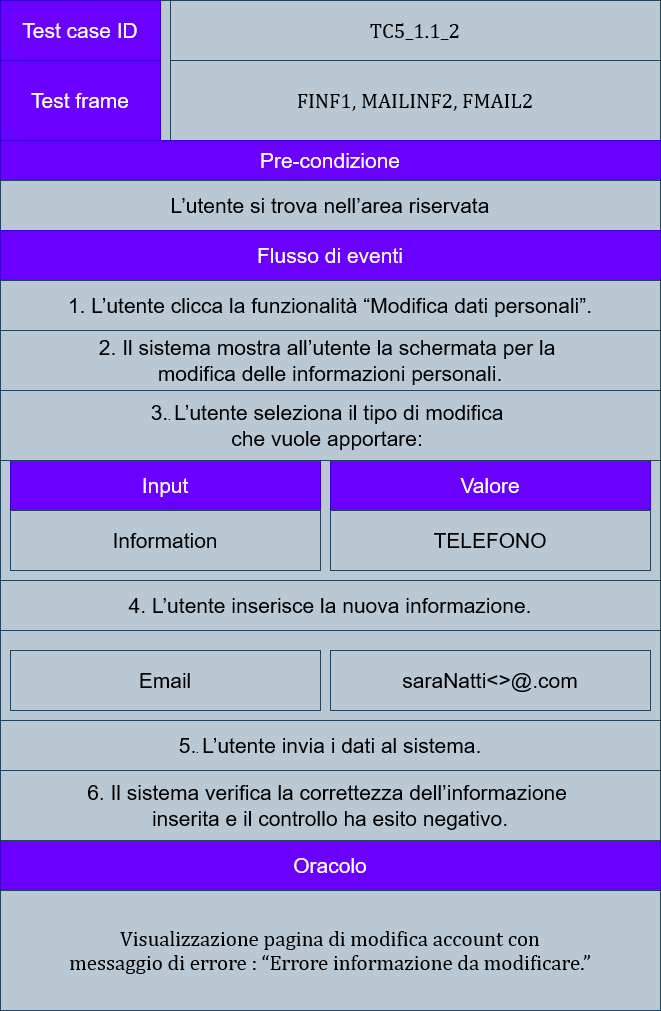 Test case ID
TC5_1.1_2
Test frame
FINF1, MAILINF2, FMAIL2
Pre-condizione
L’utente si trova nell’area riservata
Flusso di eventi
1. L’utente clicca la funzionalità “Modifica dati personali”.
2. Il sistema mostra all’utente la schermata per la
modifica delle informazioni personali.
3.. L’utente seleziona il tipo di modifica
che vuole apportare:
Input
Valore
Information
TELEFONO
4. L’utente inserisce la nuova informazione.
Email
saraNatti<>@.com
5.. L’utente invia i dati al sistema.
6. Il sistema verifica la correttezza dell’informazione
inserita e il controllo ha esito negativo.
Oracolo
Visualizzazione pagina di modifica account con
messaggio di errore : “Errore informazione da modificare.”